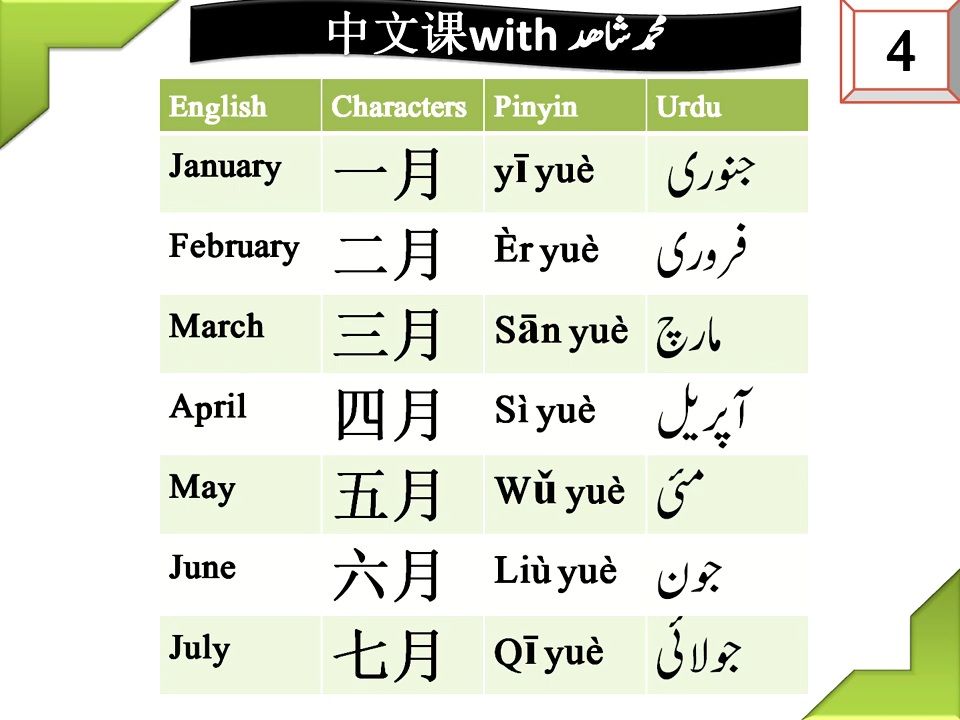 中文课with محمد شاھد
4
English Characters Pinyin Urdu
January 一月 yī yuè جنوری
February 二月 Èr yuè فروری
March 三月 Sān yuè مارچ
April 四月 Sì yuè آپریل
May 五月 Wǔ yuè مئی
June 六月 Liù yuè جون
July 七月 Qī yuè جولائی